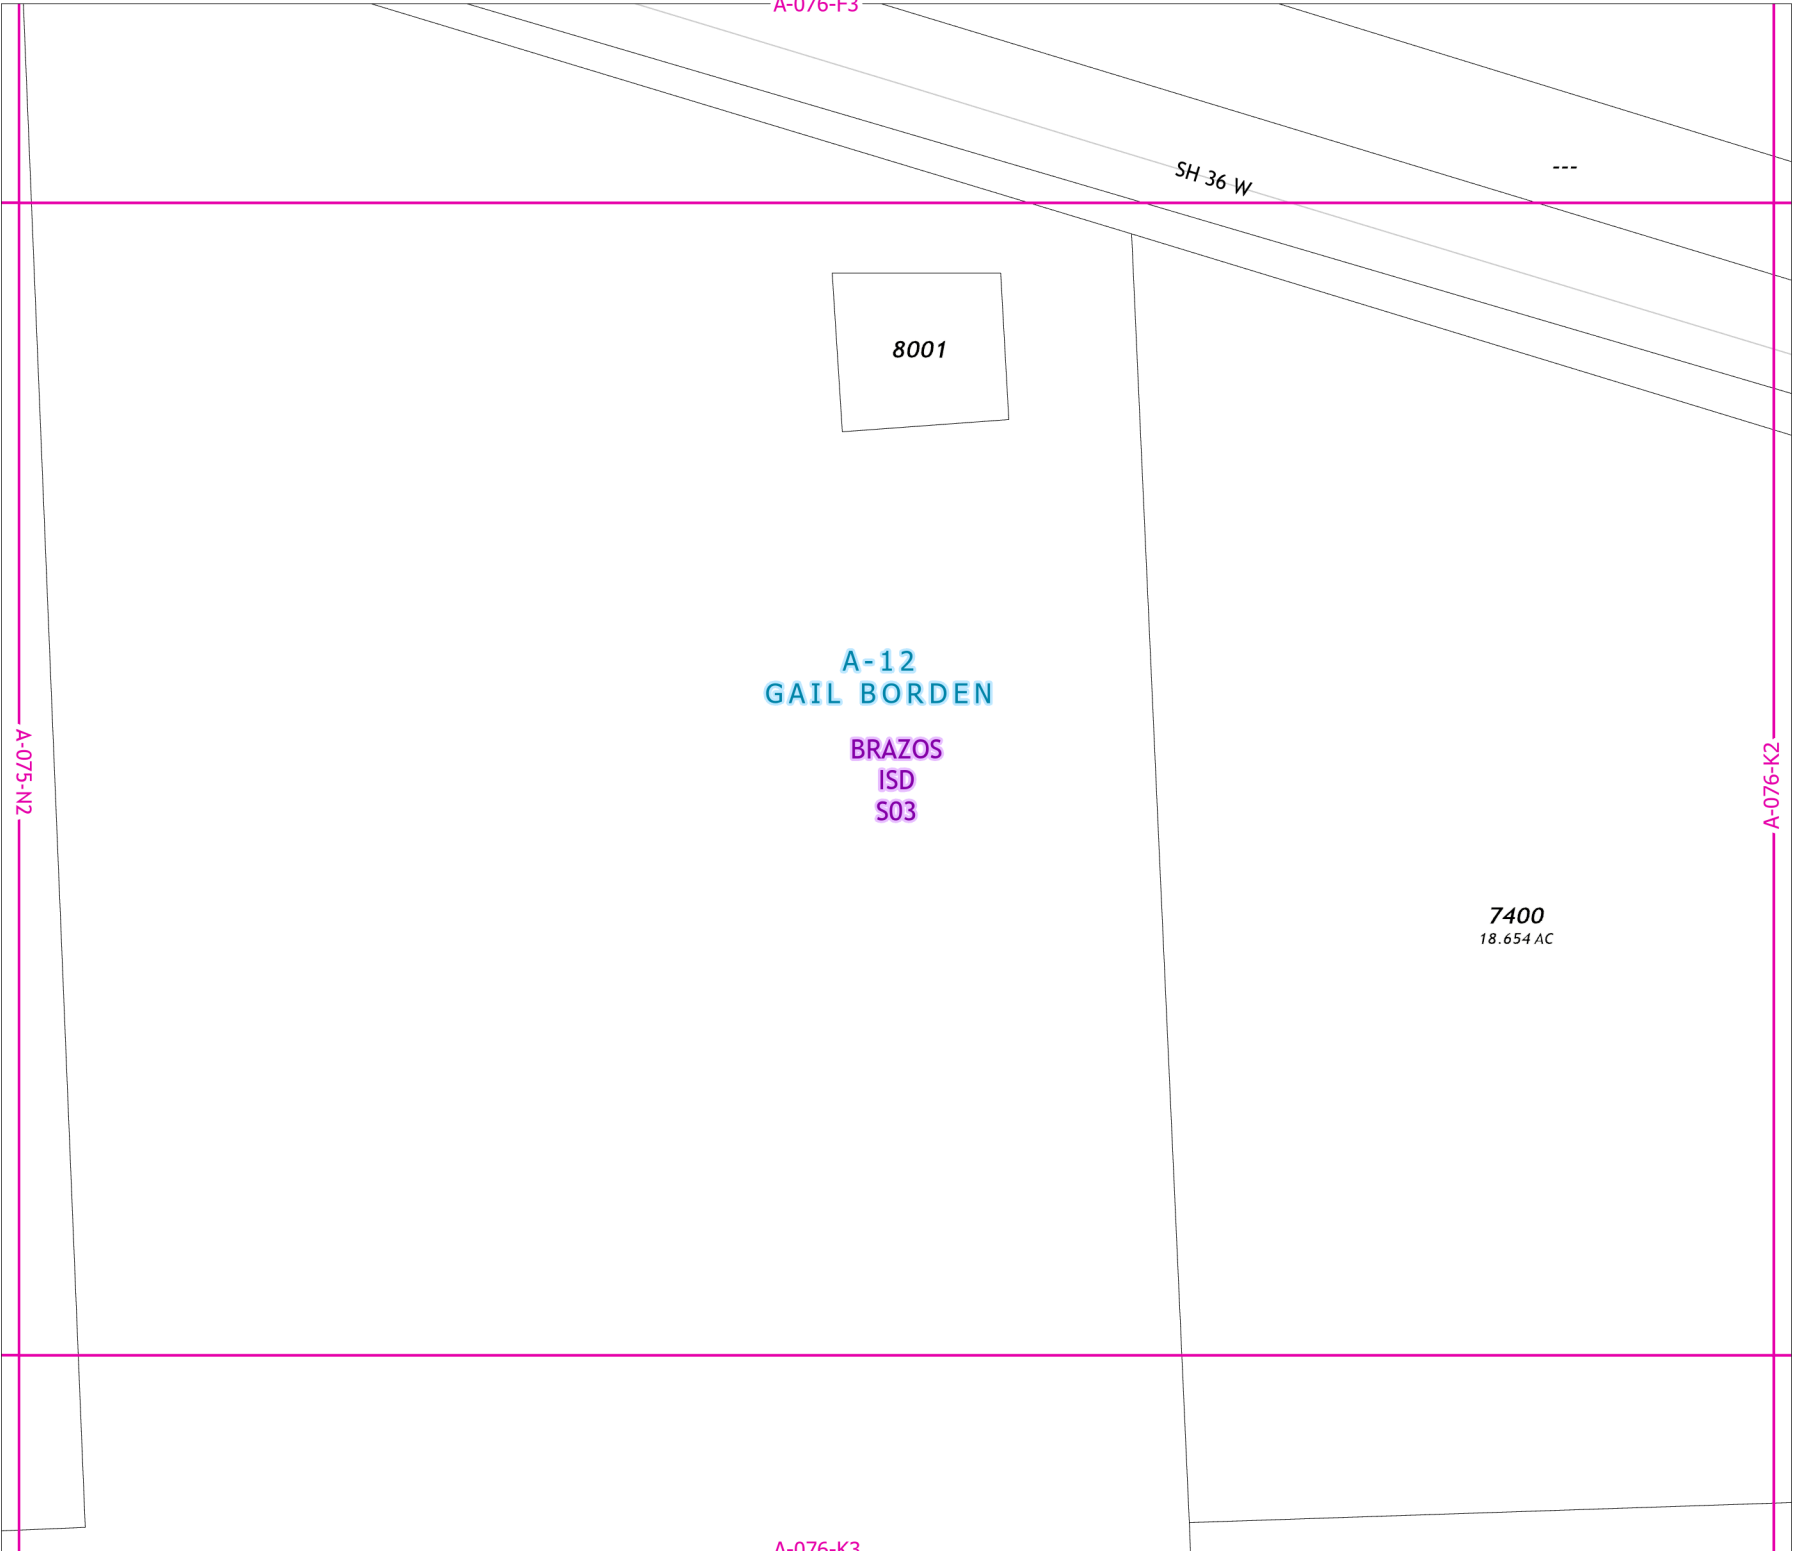 A-076-F3
SH 36 W
---
8001
A-12
GAIL BORDEN
BRAZOS
ISD
S03
A-075-N2
A-076-K2
7400
18.654 AC
A-076-K3